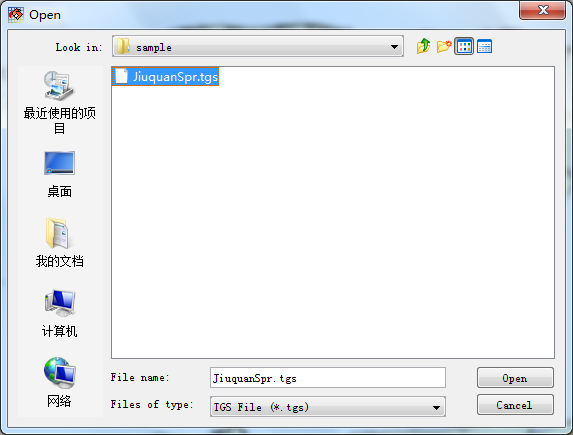 Open
Look in:
sample
JiuquanSpr.tgs
最近使用的项
目
桌面
我的文档
计算机
网络
File name:
JiuquanSpr.tgs
Open
Files of type:
TGS File (*.tgs)
Cancel